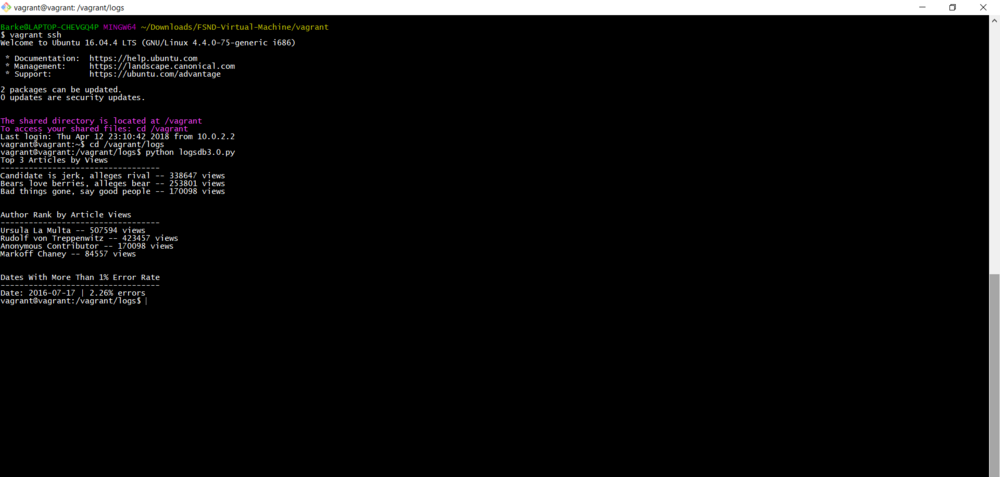 vagrant@vagrant: /vagrant/logs
Barke@LAPTOP-CHEVGQ4P MINGW64 ~/Downloads/FSND-Virtual-Machine/vagrant
$ vagrant ssh
Welcome to Ubuntu 16.04.4 LTS (GNU/Linux 4.4.0-75-generic i686)
* Documentation: https://help.ubuntu.com
* Management: https://landscape.canonical.com
* Support: https://ubuntu.com/advantage
2 packages can be updated.
0 updates are security updates.
The shared directory is located at /vagrant
To access your shared files: cd /vagrant
Last login: Thu Apr 12 23:10:42 2018 from 10.0.2.2
vagrant@vagrant:~$ cd /vagrant/logs
vagrant@vagrant:/vagrant/logs$ python logsdb3.0.py
Top 3 Articles by Views
-----------------------------------
Candidate is jerk, alleges rival -- 338647 views
Bears love berries, alleges bear -- 253801 views
Bad things gone, say good people -- 170098 views
Author Rank by Article Views
-----------------------------------
Ursula La Multa -- 507594 views
Rudolf von Treppenwitz -- 423457 views
Anonymous Contributor -- 170098 views
Markoff Chaney -- 84557 views
Dates With More Than 1% Error Rate
-----------------------------------
Date: 2016-07-17 | 2.26% errors
vagrant@vagrant:/vagrant/logs$